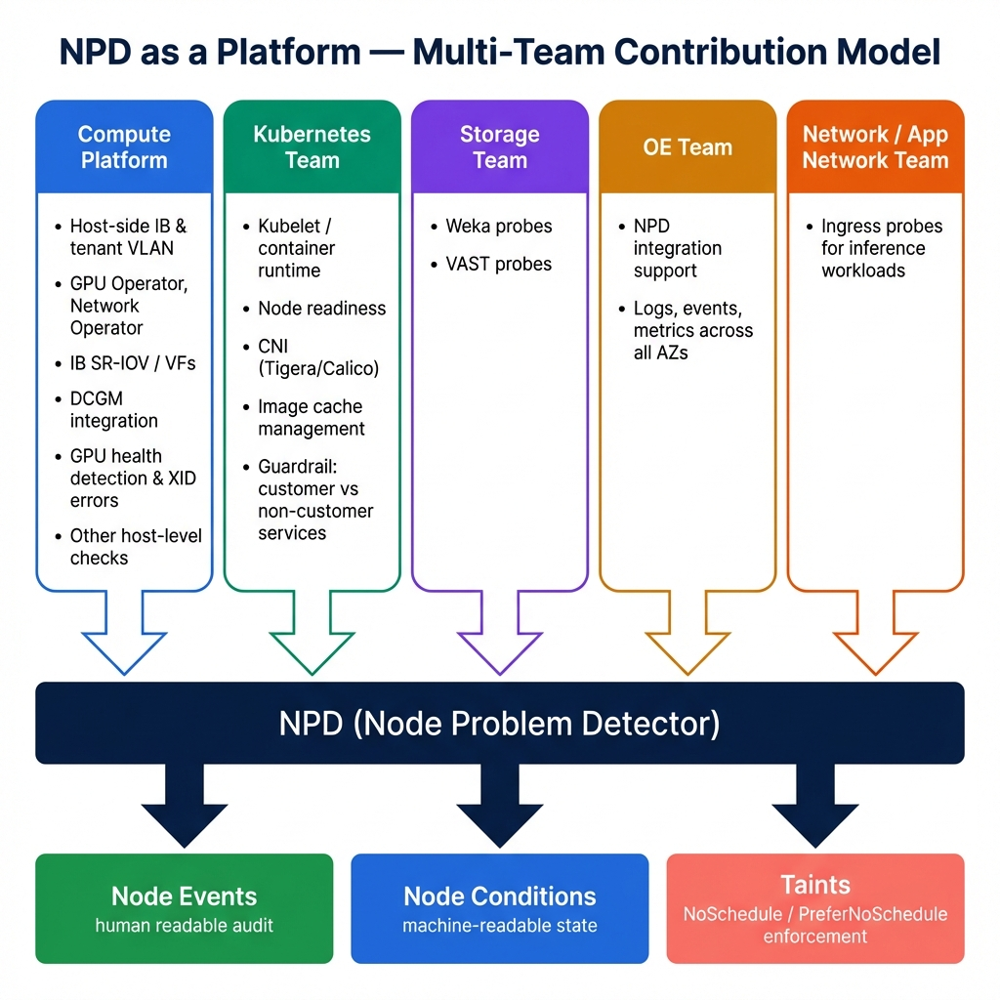 NPD as a Platform — Multi-Team Contribution Model
Compute
Platform
• Host-side IB &
tenant VLAN
• GPU Operator,
Network
Operator
• IB SR-IOV / VFs
• DCGM
integration
• GPU health
detection & XID
errors
• Other host-level
checks
Kubernetes
Team
• Kubelet /
container
runtime
• Node readiness
• CNI
(Tigera/Calico)
• Image cache
management
• Guardrail:
customer vs
non-customer
services
Storage
Team
• Weka probes
• VAST probes
OE Team
• NPD
integration
support
• Logs, events,
metrics across
all AZs
Network / App
Network Team
• Ingress probes
for inference
workloads
NPD (Node Problem Detector)
Node Events
human readable audit
Node Conditions
machine-readable state
Taints
NoSchedule / PreferNoSchedule
enforcement